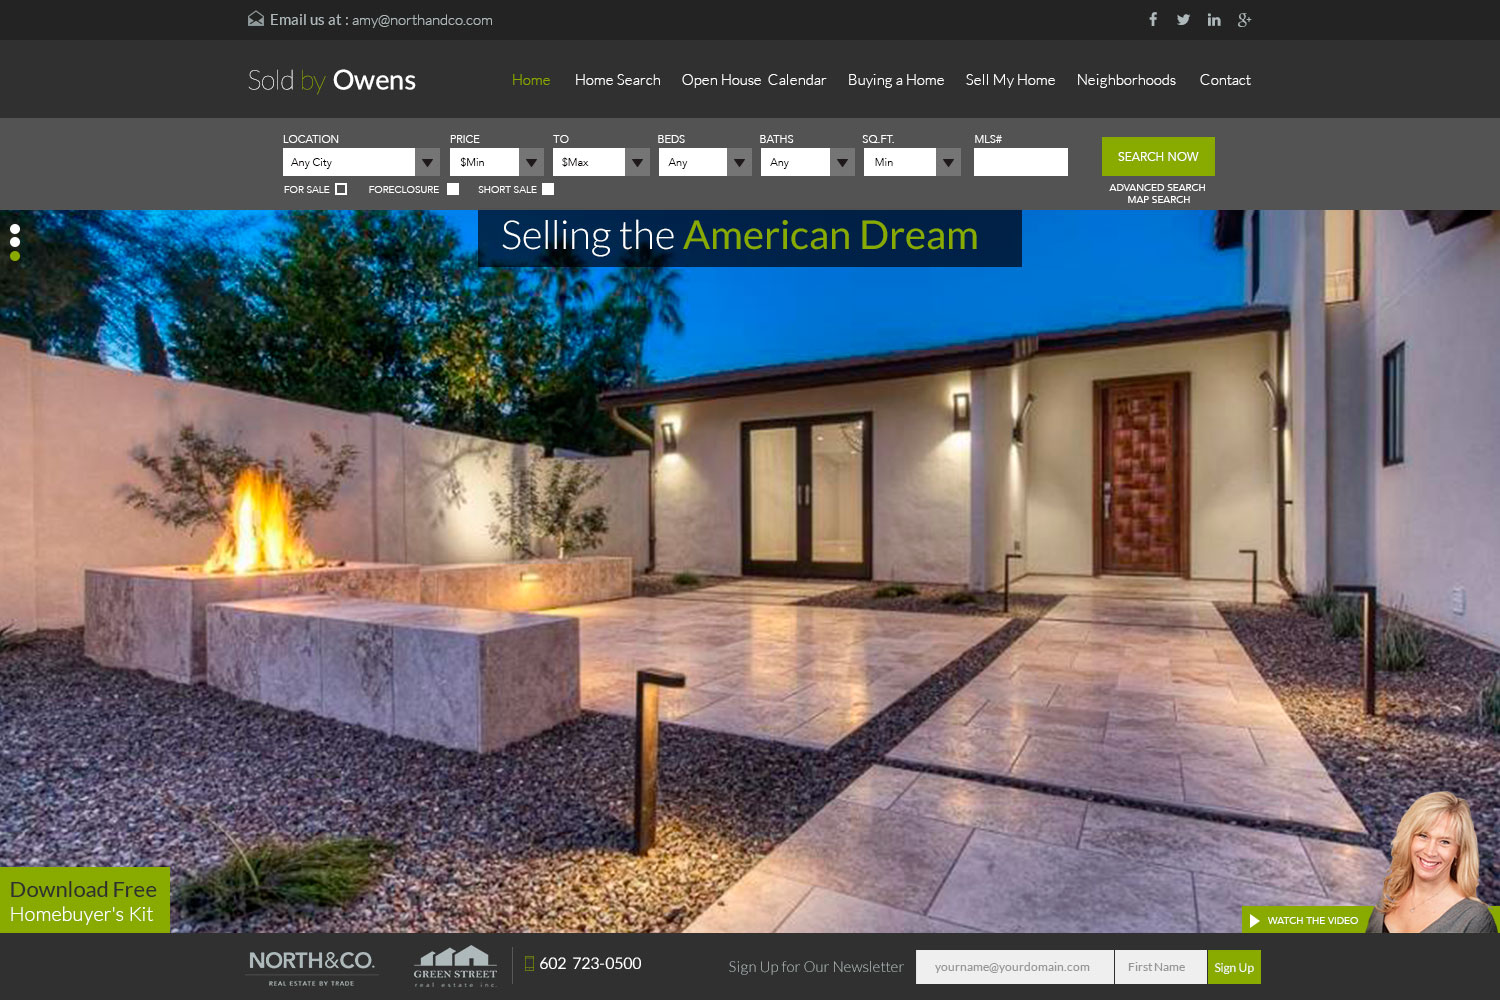 Email us at : amy@northandco.com
Sold by Owens
Home Home Search Open House Calendar Buying a Home Sell My Home Neighborhoods Contact
LOCATION PRICE TO BEDS BATHS SQ.FT. MLS#
Any City $Min $Max Any Any Min
SEARCH NOW
FOR SALE FORECLOSURE SHORT SALE
ADVANCED SEARCH
MAP SEARCH
Selling the American Dream
Download Free
Homebuyer's Kit
WATCH THE VIDEO
NORTH&CO.
REAL ESTATE BY TRADE
GREEN STREET
real estate inc.
602 723-0500
Sign Up for Our Newsletter
yourname@yourdomain.com
First Name
Sign Up